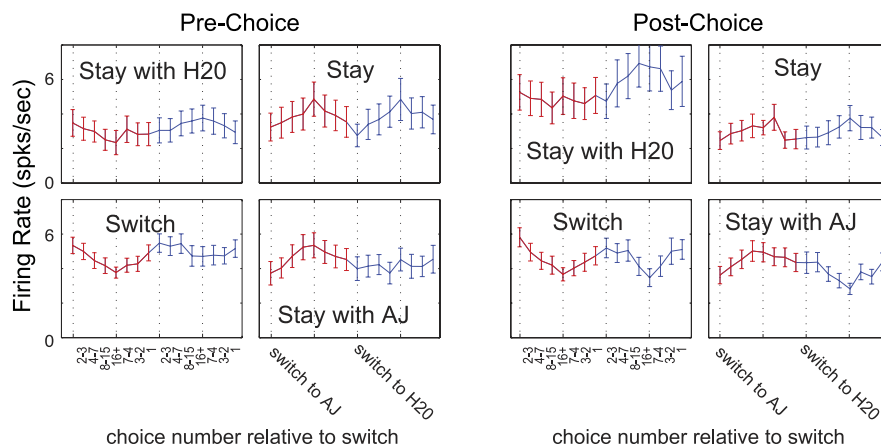 Pre-Choice
Post-Choice
Firing Rate (spks/sec)
6
0
Stay with H20
Stay
Stay with H20
Stay
6
0
Switch
Stay with AJ
Switch
Stay with AJ
2-3
4-7
8-15
16+
7-4
3-2
1
2-3
4-7
8-15
16+
7-4
3-2
1
switch to AJ
switch to H20
2-3
4-7
8-15
16+
7-4
3-2
1
2-3
4-7
8-15
16+
7-4
3-2
1
switch to AJ
switch to H20
choice number relative to switch
choice number relative to switch